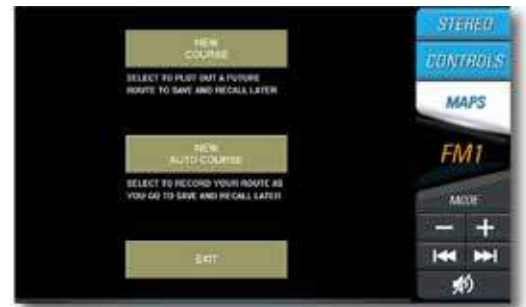 NEW
COURSE
SELECT TO PLOT OUT A FUTURE
ROUTE TO SAVE AND RECALL LATER
NEW
AUTO COURSE
SELECT TO RECORD YOUR ROUTE AS
YOU GO TO SAVE AND RECALL LATER
EXIT
STEREO
CONTROLS
MAPS
FM1
MODE